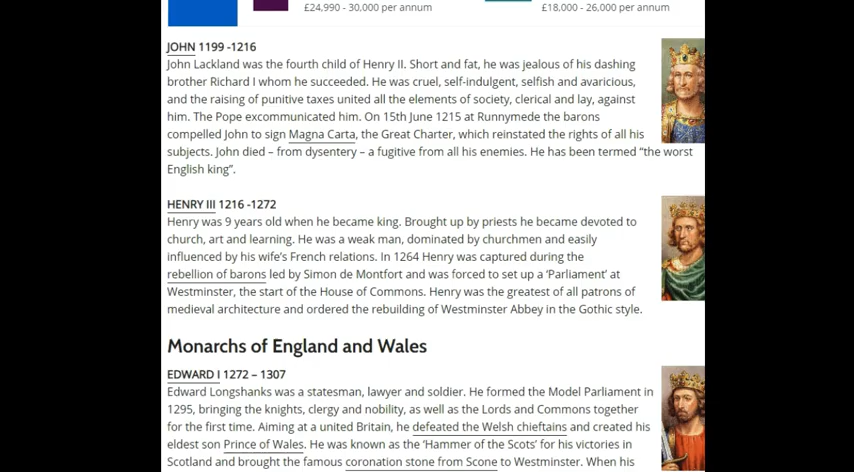 £24,990 - 30,000 per annum
£18,000 - 26,000 per annum
JOHN 1199 -1216
John Lackland was the fourth child of Henry II. Short and fat, he was jealous of his dashing
brother Richard I whom he succeeded. He was cruel, self-indulgent, selfish and avaricious,
and the raising of punitive taxes united all the elements of society, clerical and lay, against
him. The Pope excommunicated him. On 15th June 1215 at Runnymede the barons
compelled John to sign Magna Carta, the Great Charter, which reinstated the rights of all his
subjects. John died – from dysentery – a fugitive from all his enemies. He has been termed “the worst
English king”.
HENRY III 1216 -1272
Henry was 9 years old when he became king. Brought up by priests he became devoted to
church, art and learning. He was a weak man, dominated by churchmen and easily
influenced by his wife’s French relations. In 1264 Henry was captured during the
rebellion of barons led by Simon de Montfort and was forced to set up a ‘Parliament’ at
Westminster, the start of the House of Commons. Henry was the greatest of all patrons of
medieval architecture and ordered the rebuilding of Westminster Abbey in the Gothic style.
Monarchs of England and Wales
EDWARD I 1272 – 1307
Edward Longshanks was a statesman, lawyer and soldier. He formed the Model Parliament in
1295, bringing the knights, clergy and nobility, as well as the Lords and Commons together
for the first time. Aiming at a united Britain, he defeated the Welsh chieftains and created his
eldest son Prince of Wales. He was known as the ‘Hammer of the Scots’ for his victories in
Scotland and brought the famous coronation stone from Scone to Westminster. When his